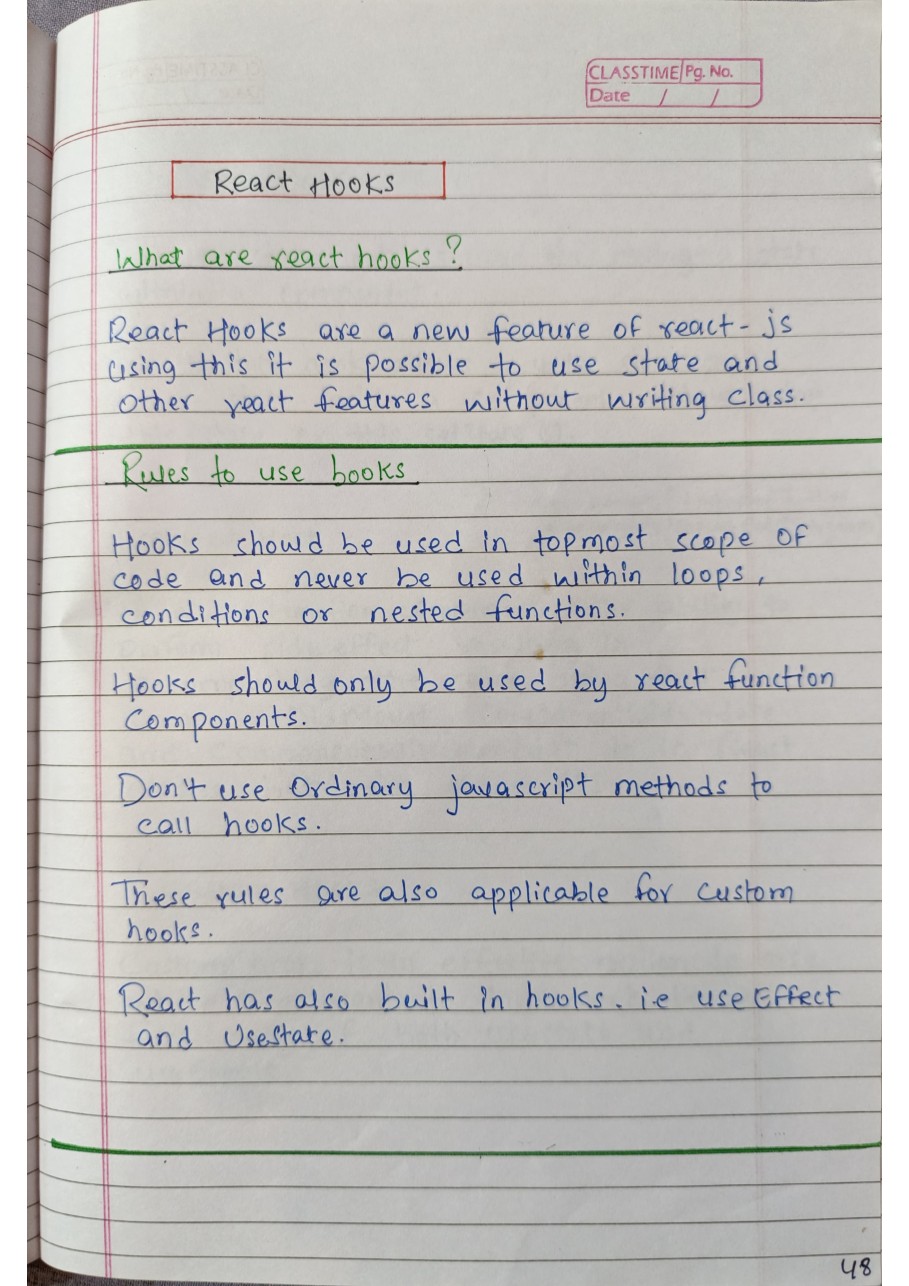 CLASSTIME Pg. No.
Date / /
React Hooks
What are react hooks?
React Hooks are a new feature of react-js
using this it is possible to use state and
other react features without writing class.
Rules to use hooks
Hooks should be used in topmost scope of
code and never be used within loops,
conditions or nested functions.
Hooks should only be used by react function
components.
Don't use Ordinary javascript methods to
call hooks.
These rules are also applicable for custom
hooks.
React has also built in hooks. i.e use Effect
and UseState.
48